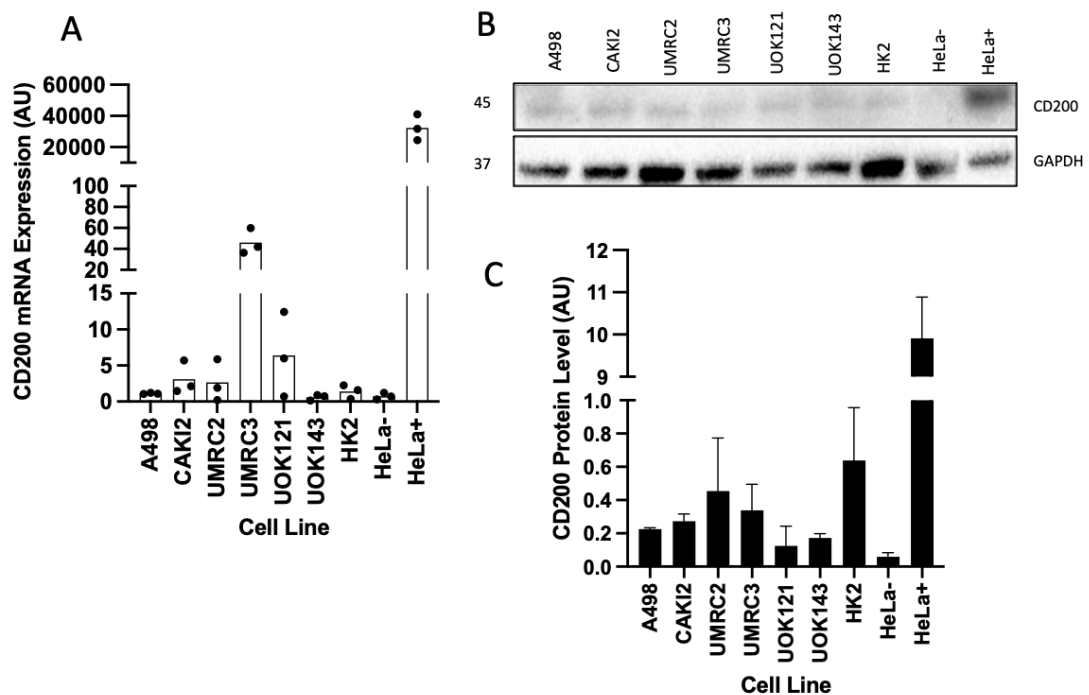 A
CD200 mRNA Expression (AU)
60000
40000
20000
100
80
60
40
20
15
10
5
0
A498
CAKI2
UMRC2
UMRC3
UOK121
UOK143
HK2
HeLa-
HeLa+
Cell Line
B
A498
CAKI2
UMRC2
UMRC3
UOK121
UOK143
HK2
HeLa-
HeLa+
45
CD200
37
GAPDH
C
CD200 Protein Level (AU)
12
11
10
9
1.0
0.8
0.6
0.4
0.2
0.0
A498
CAKI2
UMRC2
UMRC3
UOK121
UOK143
HK2
HeLa-
HeLa+
Cell Line